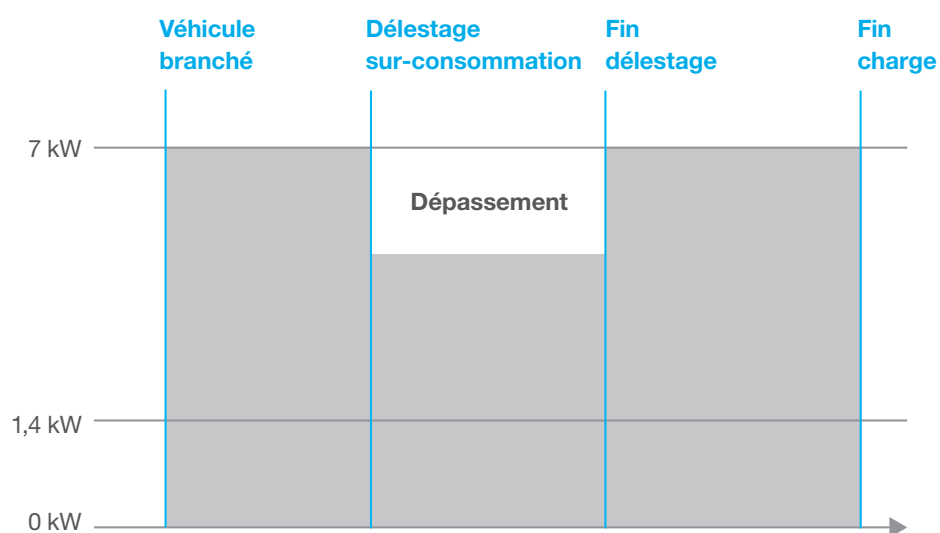 Véhicule
branché
Délestage
sur-consommation
Fin
délestage
Fin
charge
7 kW
Dépassement
1,4 kW
0 kW